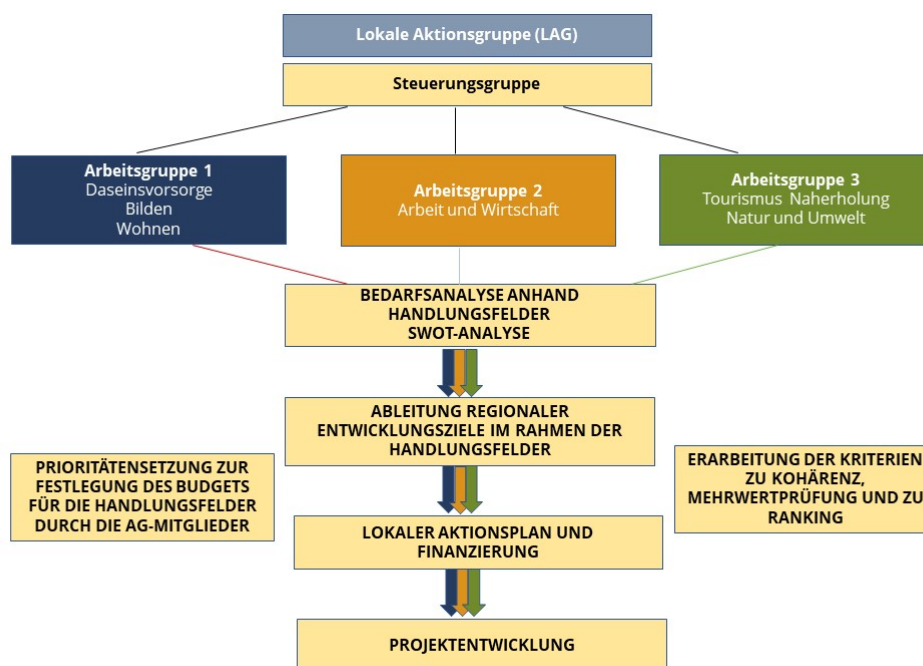 Lokale Aktionsgruppe (LAG)
Steuerungsgruppe
Arbeitsgruppe 1
Daseinsvorsorge
Bilden
Wohnen
Arbeitsgruppe 2
Arbeit und Wirtschaft
Arbeitsgruppe 3
Tourismus Naherholung
Natur und Umwelt
BEDARFSANALYSE ANHAND
HANDLUNGSFELDER
SWOT-ANALYSE
ABLEITUNG REGIONALER
ENTWICKLUNGSZIELE IM RAHMEN DER
HANDLUNGSFELDER
PRIORITÄTENSETZUNG ZUR
FESTLEGUNG DES BUDGETS
FÜR DIE HANDLUNGSFELDER
DURCH DIE AG-MITGLIEDER
ERARBEITUNG DER KRITERIEN
ZU KOHÄRENZ,
MEHRWERTPRÜFUNG UND ZU
RANKING
LOKALER AKTIONSPLAN UND
FINANZIERUNG
PROJEKTENTWICKLUNG